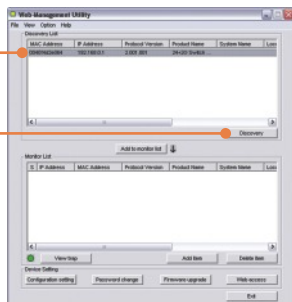 Web-Management Utility
File View Option Help
Discovery List
MAC Address IP Address Protocol Version Product Name System Name Loca
192.168.0.1 2.001.001 24+2G Switch ...
Discovery
Add to monitor list
Monitor List
S IP Address MAC Address Protocol Version Product Name System Name Loca
View trap Add Item Delete Item
Device Setting
Configuration setting Password change Firmware upgrade Web access
Exit